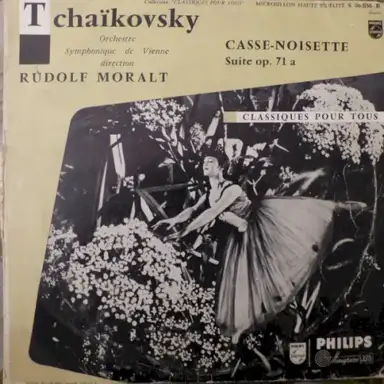 Collection "CLASSIQUES POUR TOUS"
MICROSILLON HAUTE FIDÉLITÉ
Tchaïkovsky
Orchestre
Symphonique de Vienne
direction
RUDOLF MORALT
CASSE-NOISETTE
Suite op. 71 a
CLASSIQUES POUR TOUS
PHILIPS